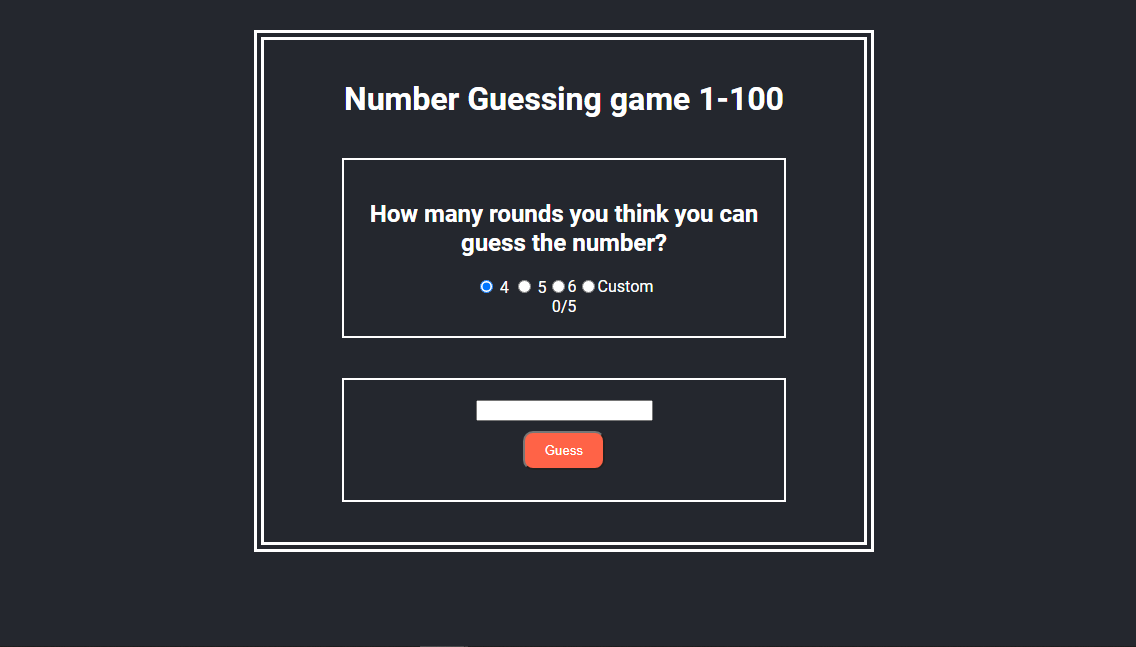 Number Guessing game 1-100
How many rounds you think you can
guess the number?
4 5 6 Custom
0/5
Guess